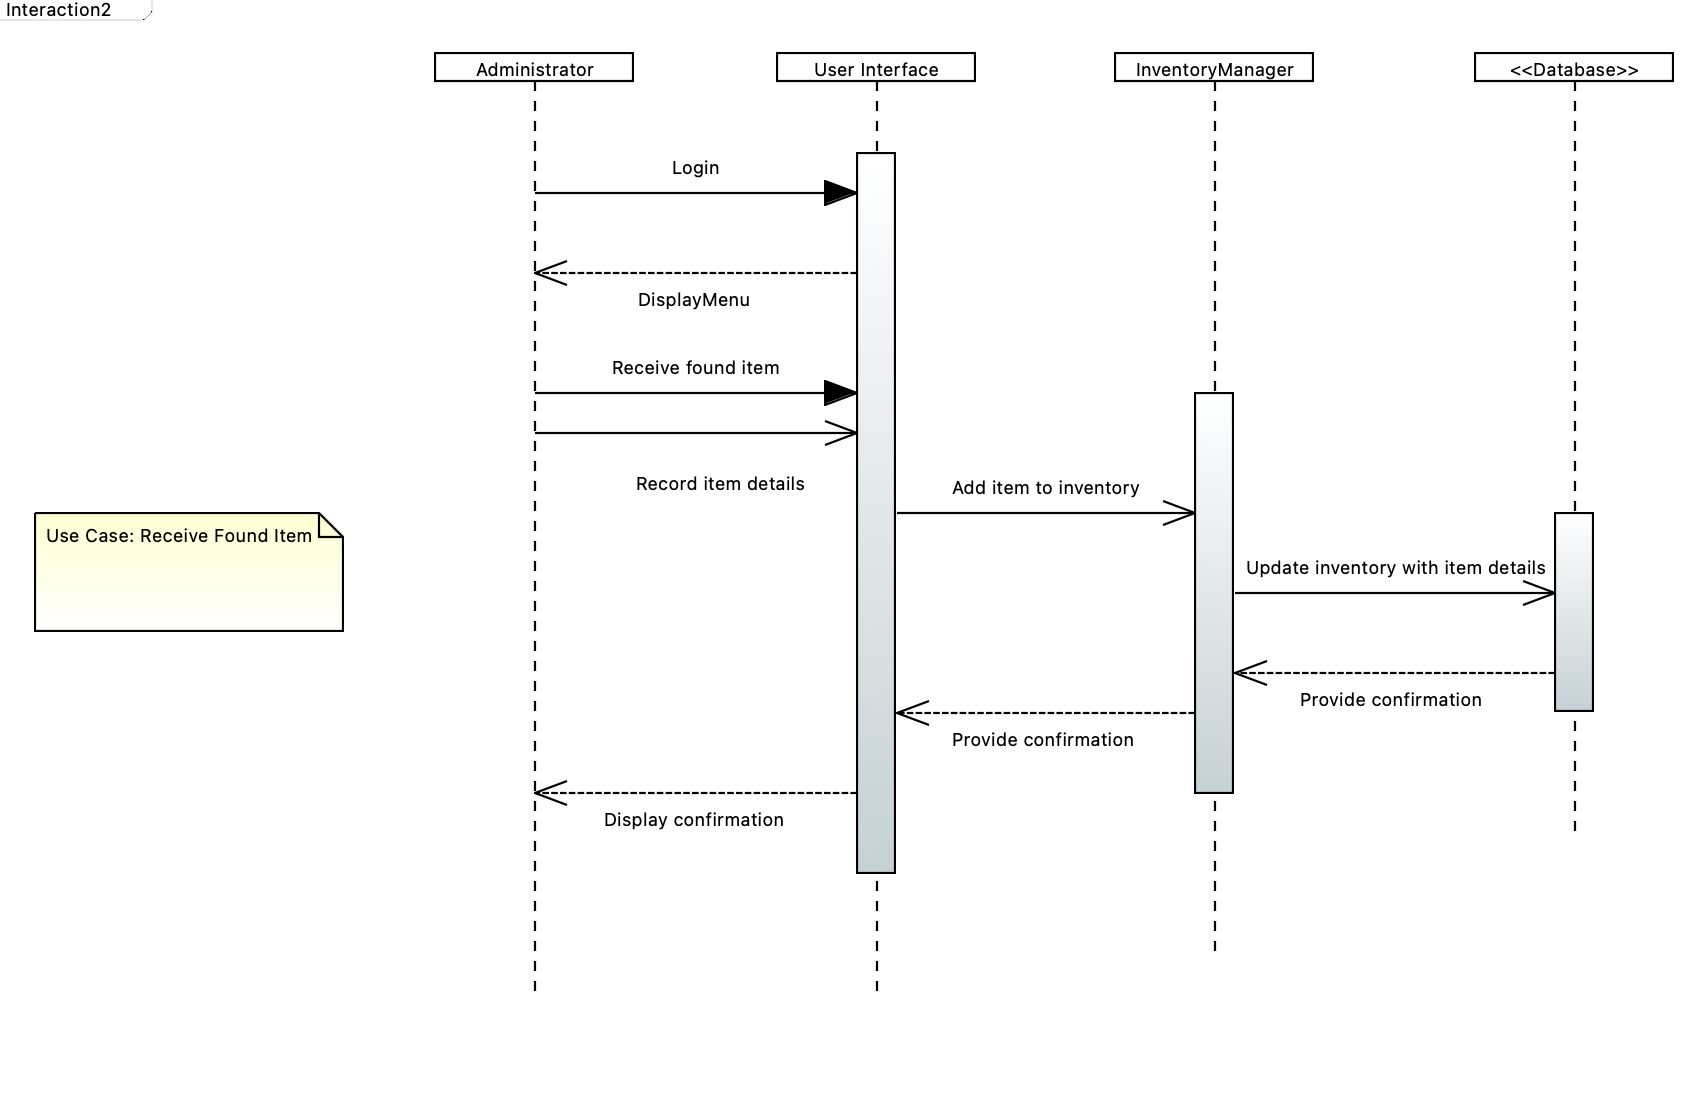 Interaction2
Administrator
User Interface
InventoryManager
<<Database>>
Login
DisplayMenu
Receive found item
Record item details
Add item to inventory
Use Case: Receive Found Item
Update inventory with item details
Provide confirmation
Provide confirmation
Display confirmation